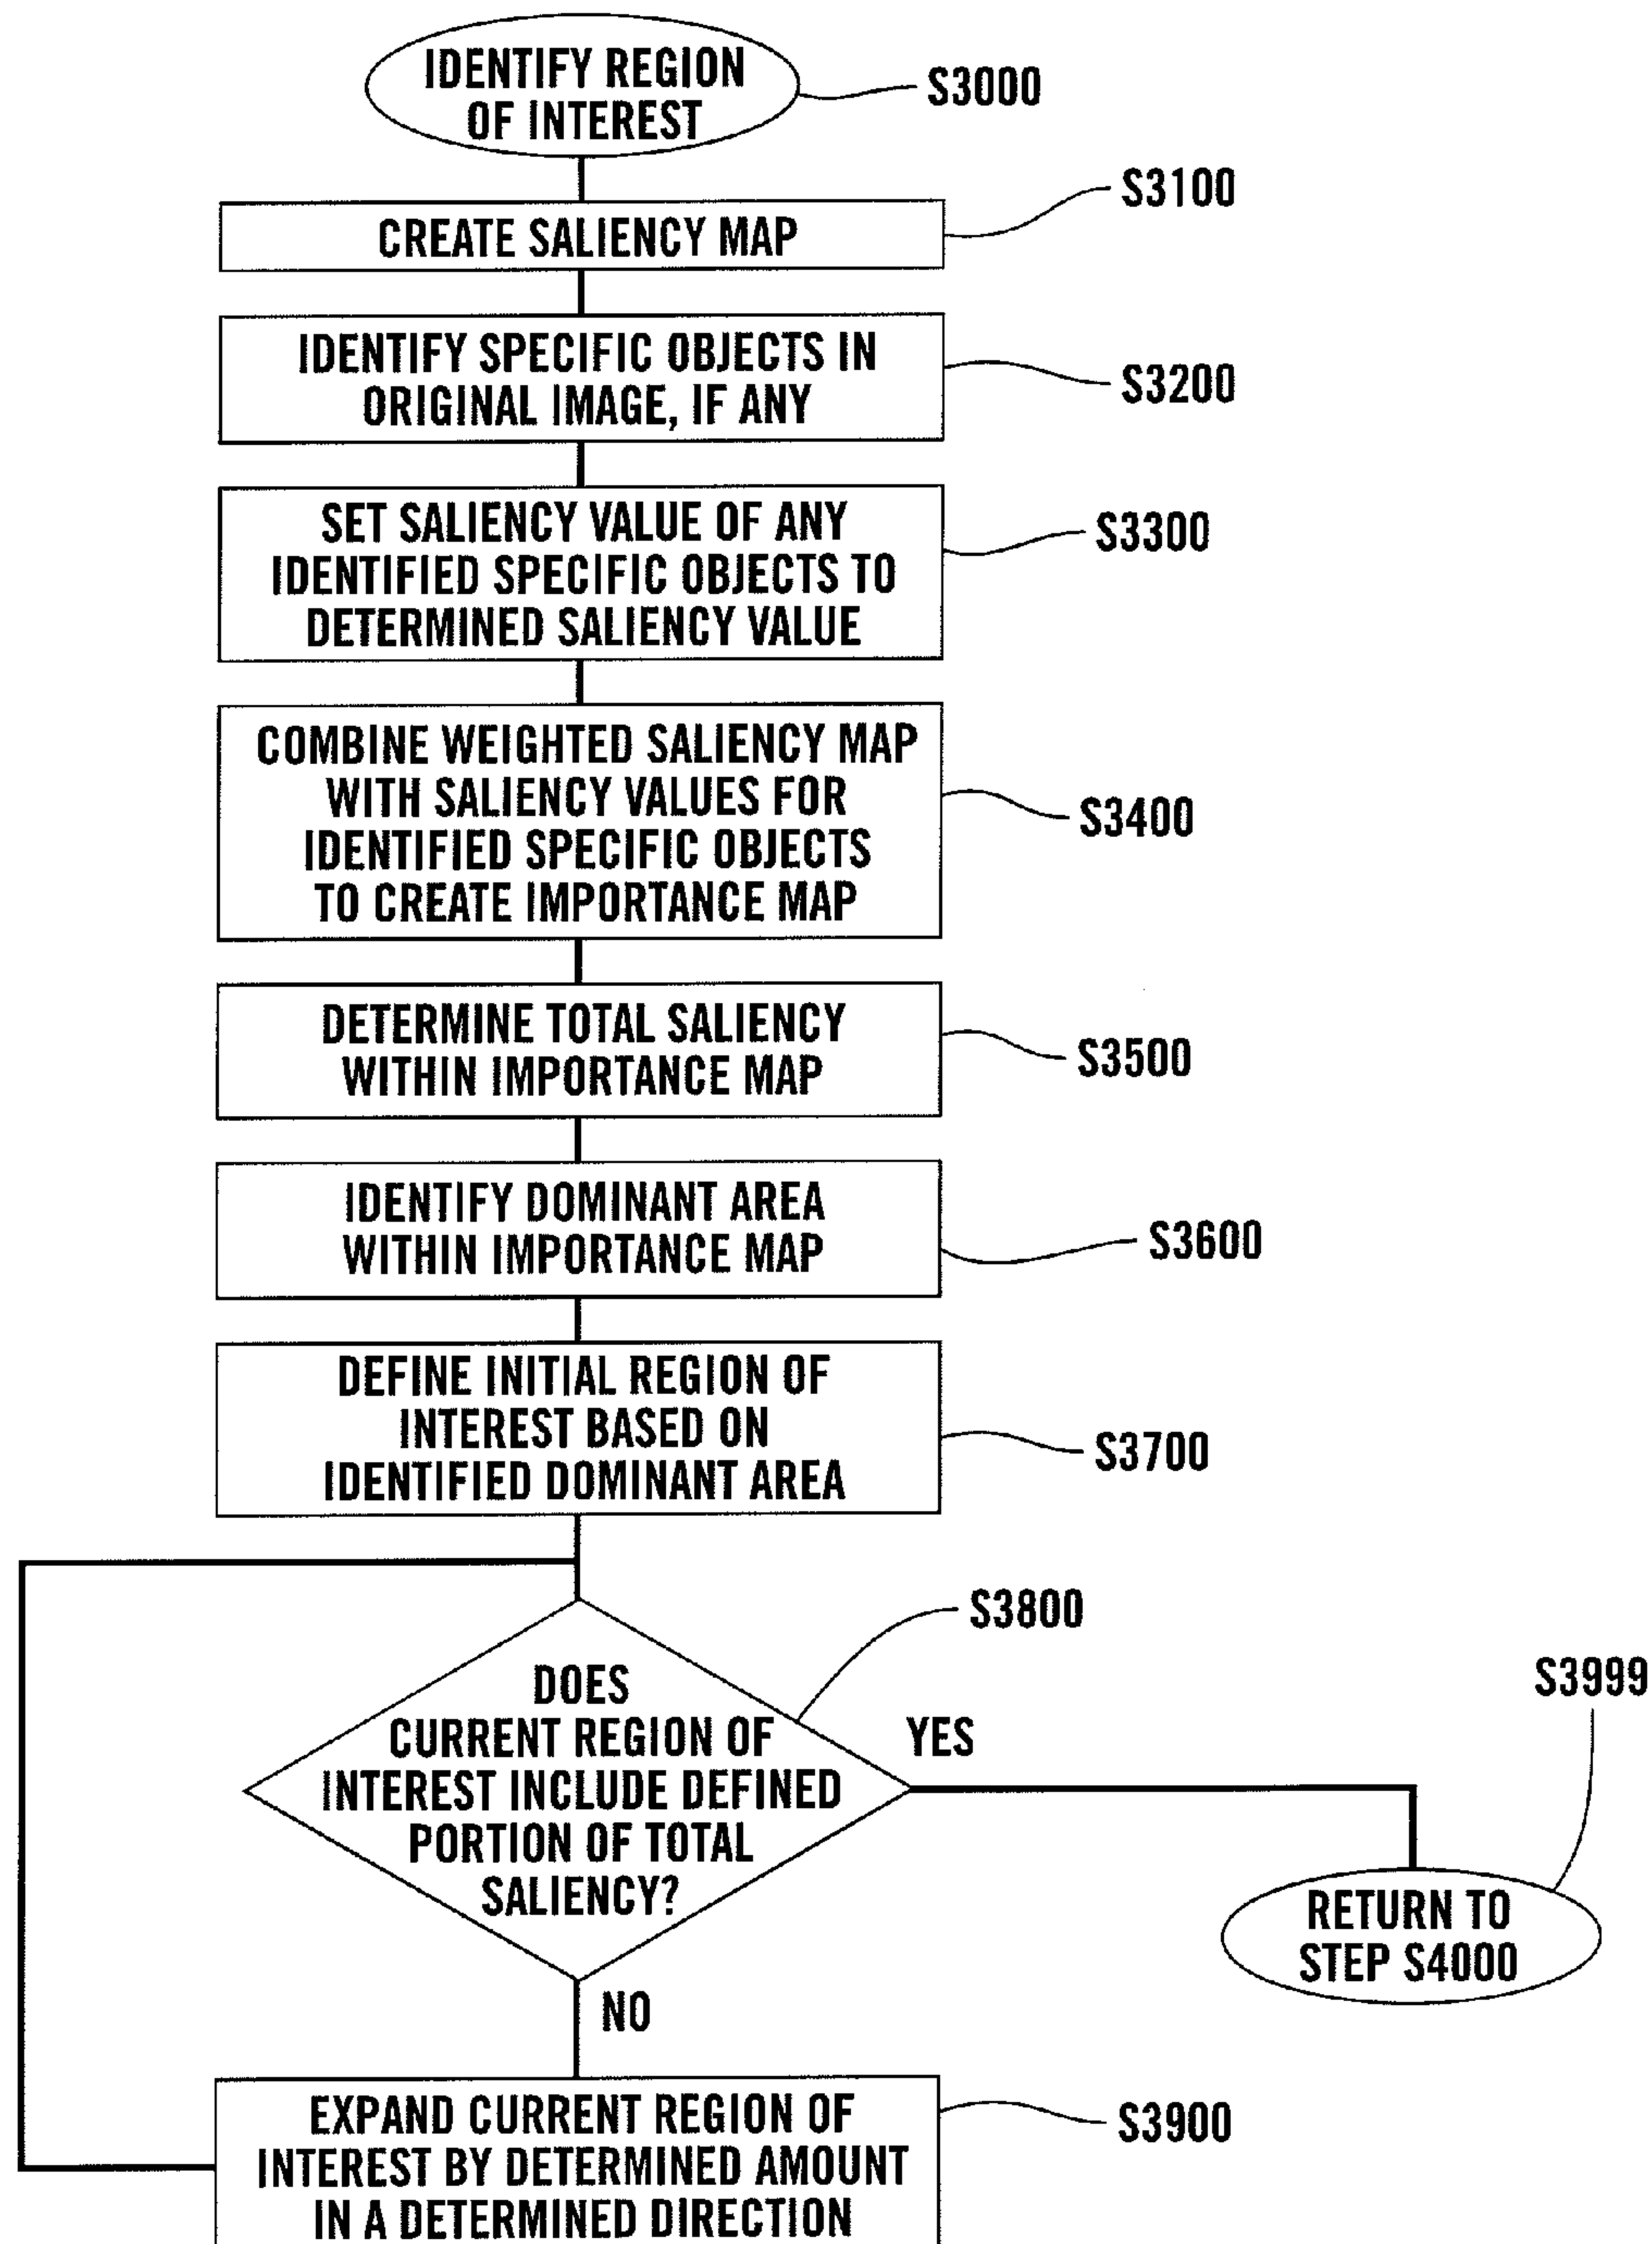 IDENTIFY REGION
OF INTEREST
S3000
CREATE SALIENCY MAP
S3100
IDENTIFY SPECIFIC OBJECTS IN
ORIGINAL IMAGE, IF ANY
S3200
SET SALIENCY VALUE OF ANY
IDENTIFIED SPECIFIC OBJECTS TO
DETERMINED SALIENCY VALUE
S3300
COMBINE WEIGHTED SALIENCY MAP
WITH SALIENCY VALUES FOR
IDENTIFIED SPECIFIC OBJECTS
TO CREATE IMPORTANCE MAP
S3400
DETERMINE TOTAL SALIENCY
WITHIN IMPORTANCE MAP
S3500
IDENTIFY DOMINANT AREA
WITHIN IMPORTANCE MAP
S3600
DEFINE INITIAL REGION OF
INTEREST BASED ON
IDENTIFIED DOMINANT AREA
S3700
DOES
CURRENT REGION OF
INTEREST INCLUDE DEFINED
PORTION OF TOTAL
SALIENCY?
S3800
YES
S3999
RETURN TO
STEP S4000
NO
EXPAND CURRENT REGION OF
INTEREST BY DETERMINED AMOUNT
IN A DETERMINED DIRECTION
S3900